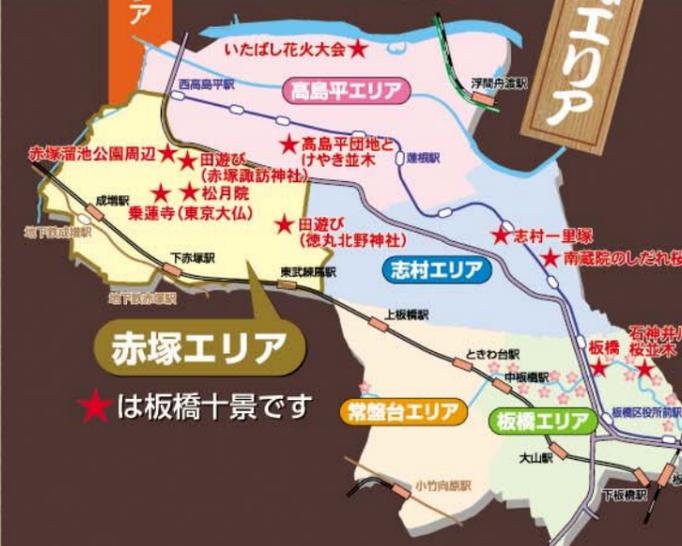 ア
エリア
いたばし花火大会
西高島平駅
高島平エリア
浮間舟渡駅
赤塚溜池公園周辺
田遊び
(赤塚諏訪神社)
高島平団地と
けやき並木
蓮根駅
成増駅
松月院
乗蓮寺(東京大仏)
地下鉄成増駅
田遊び
(徳丸北野神社)
志村一里塚
南蔵院のしだれ桜
下赤塚駅
東武練馬駅
志村エリア
地下鉄赤塚駅
上板橋駅
赤塚エリア
ときわ台駅
板橋
石神井川
桜並木
中板橋駅
★は板橋十景です
常盤台エリア
板橋エリア
板橋区役所前駅
大山駅
小竹向原駅
下板橋駅
板